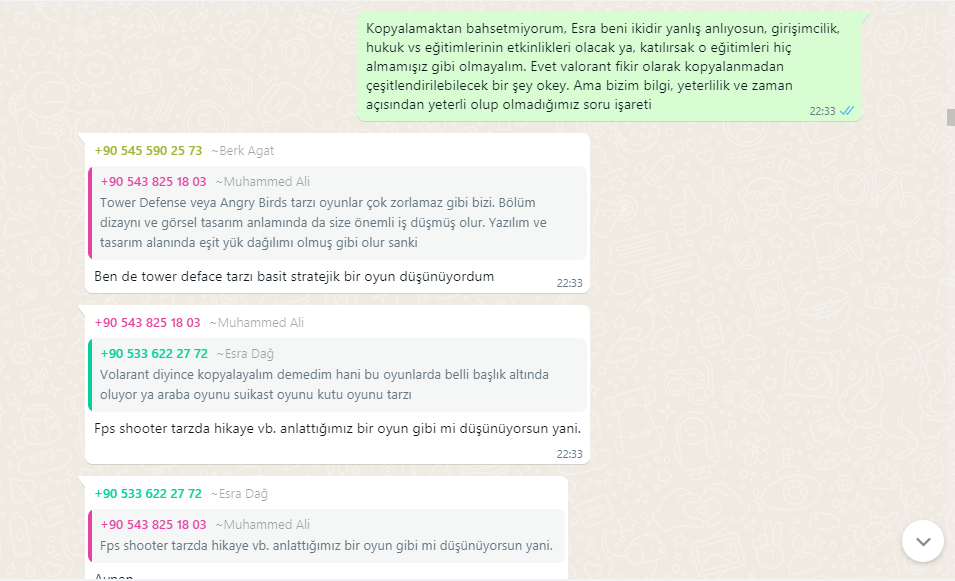 Kopyalamaktan bahsetmiyorum, Esra beni ikidir yanlış anlıyosun, girişimcilik,
hukuk vs eğitimlerinin etkinlikleri olacak ya, katılırsak o eğitimleri hiç
almamışız gibi olmayalım. Evet valorant fikir olarak kopyalanmadan
çeşitlendirilebilecek bir şey okey. Ama bizim bilgi, yeterlilik ve zaman
açısından yeterli olup olmadığımız soru işareti
22:33
+90 545 590 25 73 ~Berk Agat
+90 543 825 18 03 ~Muhammed Ali
Tower Defense veya Angry Birds tarzı oyunlar çok zorlamaz gibi bizi. Bölüm
dizaynı ve görsel tasarım anlamında da size önemli iş düşmüş olur. Yazılım ve
tasarım alanında eşit yük dağılımı olmuş gibi olur sanki
Ben de tower deface tarzı basit stratejik bir oyun düşünüyordum
22:33
+90 543 825 18 03 ~Muhammed Ali
+90 533 622 27 72 ~Esra Dağ
Volarant diyince kopyalayalım demedim hani bu oyunlarda belli başlık altında
oluyor ya araba oyunu suikast oyunu kutu oyunu tarzı
Fps shooter tarzda hikaye vb. anlattığımız bir oyun gibi mi düşünüyorsun yani.
22:33
+90 533 622 27 72 ~Esra Dağ
+90 543 825 18 03 ~Muhammed Ali
Fps shooter tarzda hikaye vb. anlattığımız bir oyun gibi mi düşünüyorsun yani.